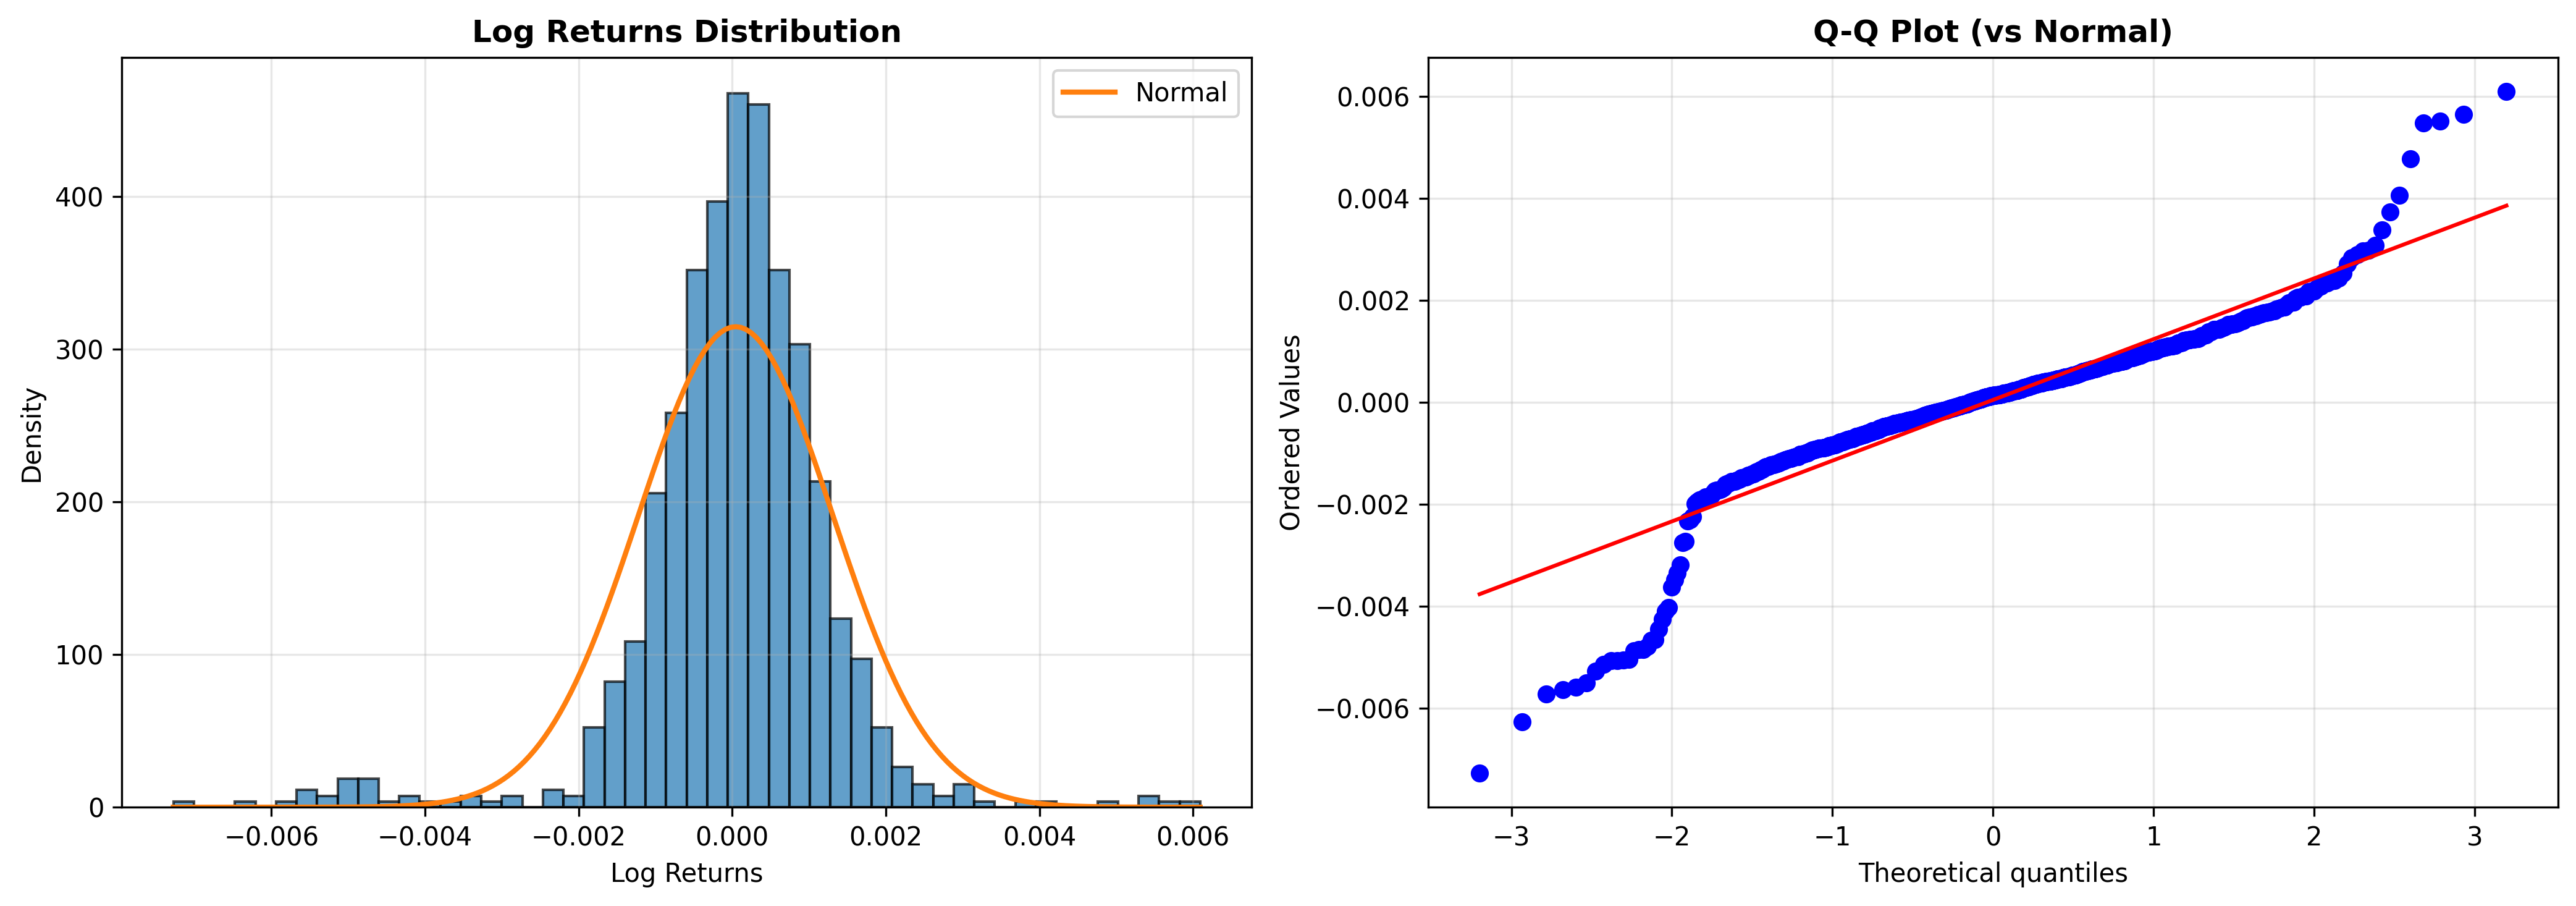 Log Returns Distribution
Normal
Density
400
300
200
100
0
−0.006 −0.004 −0.002 0.000 0.002 0.004 0.006
Log Returns
Q-Q Plot (vs Normal)
Ordered Values
0.006
0.004
0.002
0.000
−0.002
−0.004
−0.006
−3 −2 −1 0 1 2 3
Theoretical quantiles